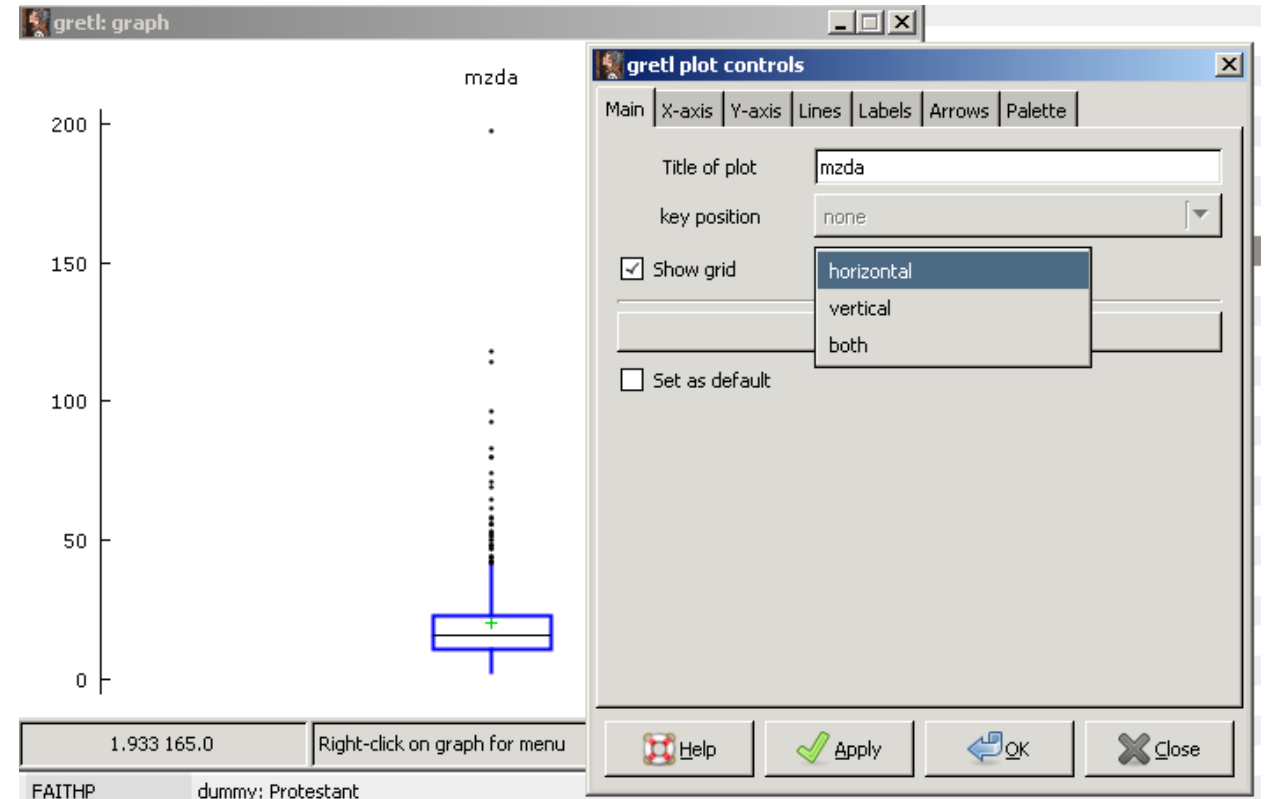 gretl: graph
mzda
200
150
100
50
0
1.933 165.0
Right-click on graph for menu
FAITHP dummy: Protestant
gretl plot controls
Main X-axis Y-axis Lines Labels Arrows Palette
Title of plot mzda
key position none
Show grid horizontal
vertical
both
Set as default
Help Apply OK Close